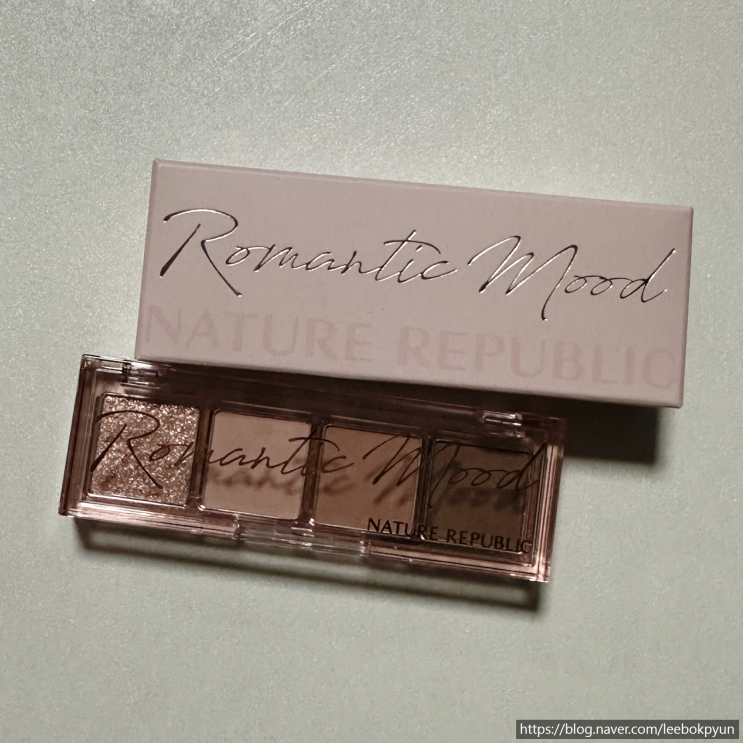 Romantic Mood
NATURE REPUBLIC
Romantic Mood
NATURE REPUBLIC
https://blog.naver.com/leebokpyun